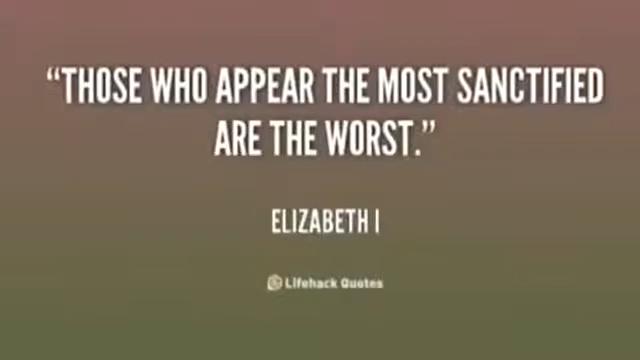 “THOSE WHO APPEAR THE MOST SANCTIFIED
ARE THE WORST.”
ELIZABETH I
Lifehack Quotes